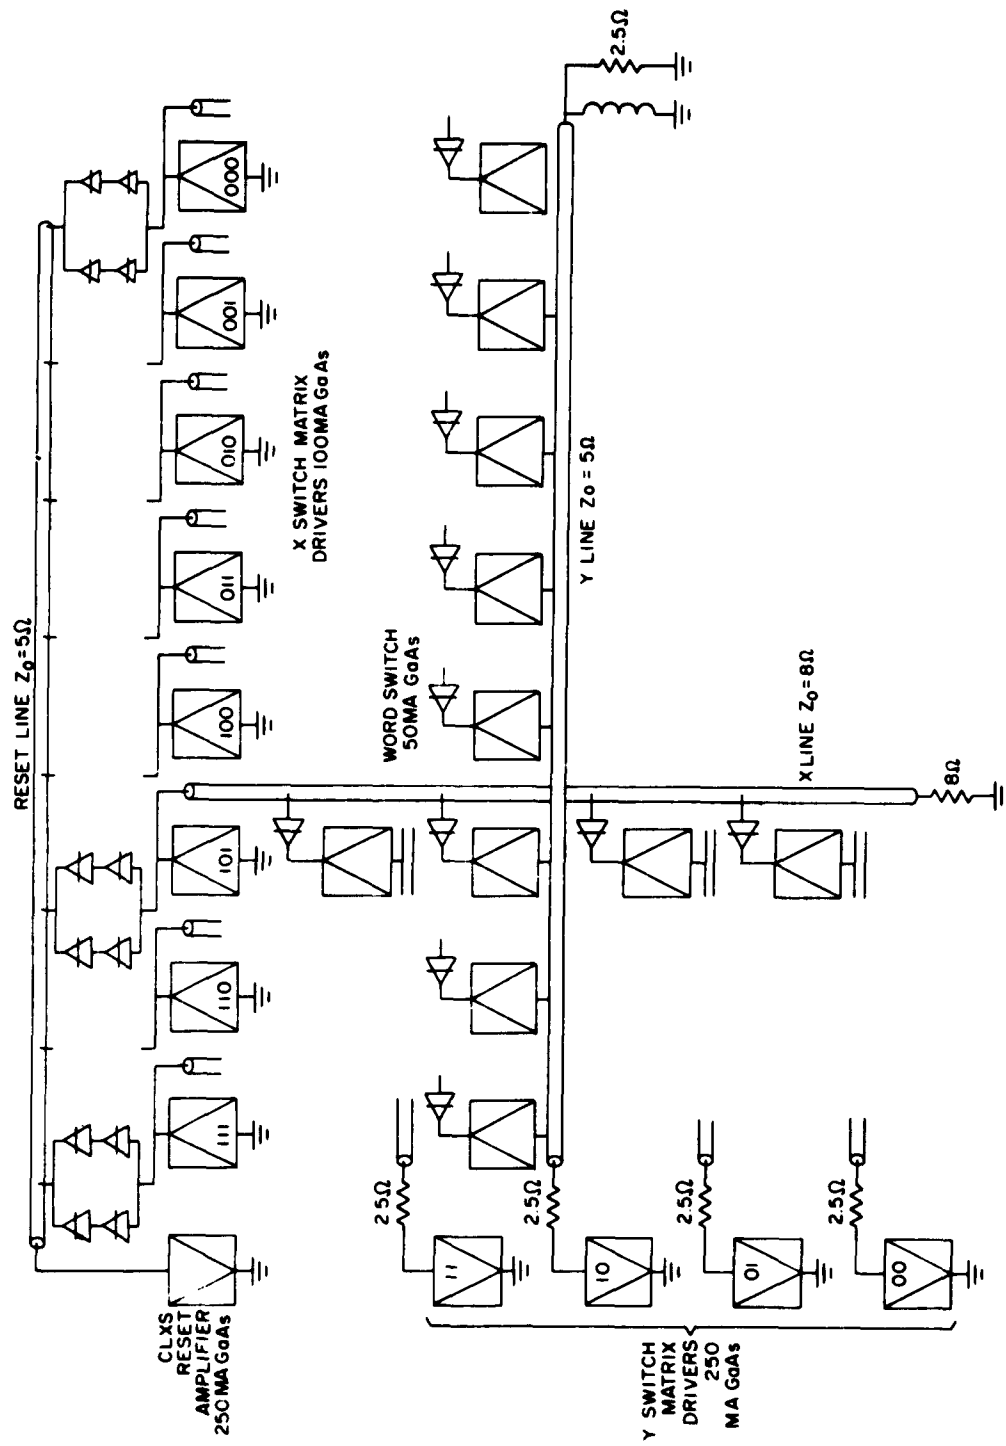 RESET LINE Z0=5Ω
CLXS
RESET
AMPLIFIER
250MA GaAs
111
110
101
100
011
010
001
000
X SWITCH MATRIX
DRIVERS 100MA GaAs
WORD SWITCH
50MA GaAs
Y LINE Z0 = 5Ω
2.5Ω
X LINE Z0=8Ω
8Ω
Y SWITCH
MATRIX
DRIVERS
250
MA GaAs
11
25Ω
10
2.5Ω
01
2.5Ω
00
2.5Ω